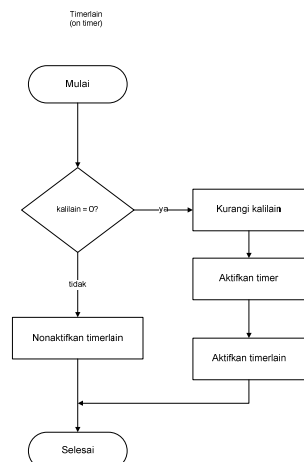 Timerlain
(on timer)
Mulai
kalilain = 0?
ya
Kurangi kalilain
tidak
Aktifkan timer
Nonaktifkan timerlain
Aktifkan timerlain
Selesai